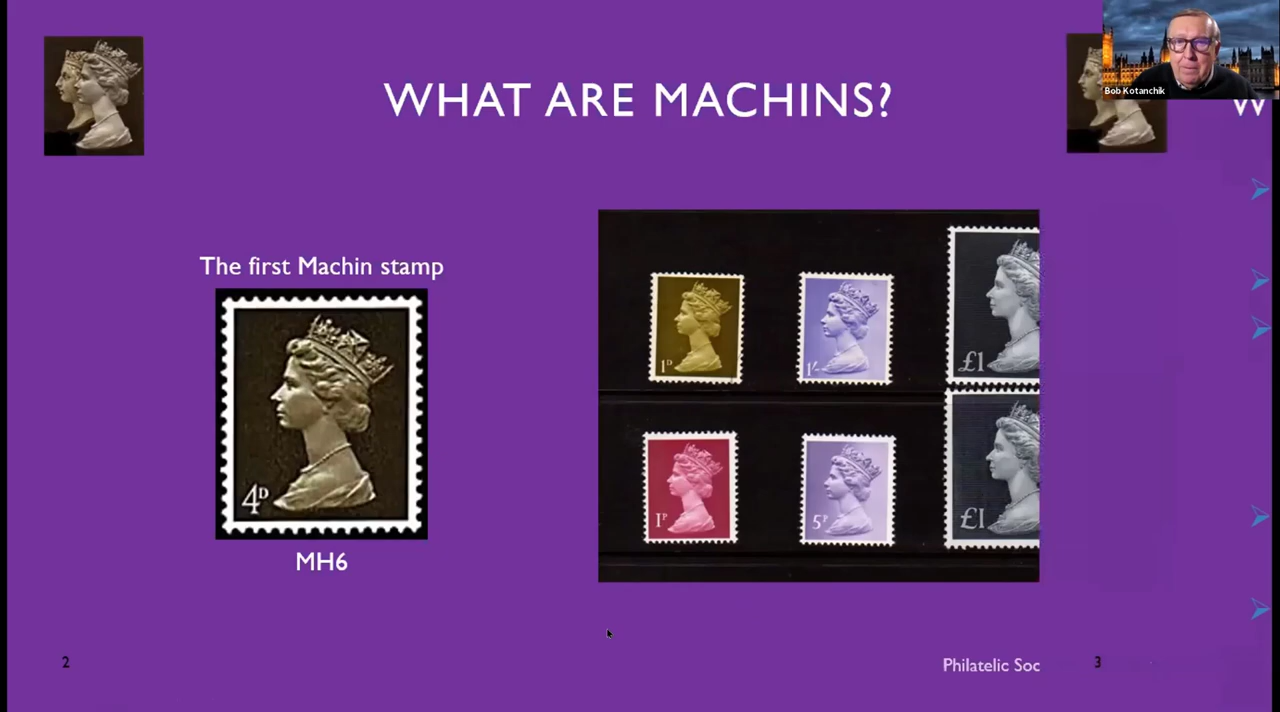 WHAT ARE MACHINS?
Bob Kotanchik
W
The first Machin stamp
4D
MH6
1D
1/-
£1
1P
5P
£1
2
Philatelic Soc
3